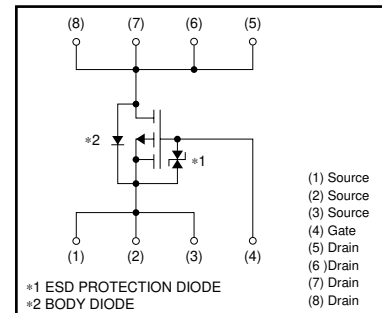 (8) (7) (6) (5)
∗2
∗1
(1) Source
(2) Source
(3) Source
(4) Gate
(5) Drain
(6 )Drain
(7) Drain
(8) Drain
(1) (2) (3) (4)
∗1 ESD PROTECTION DIODE
∗2 BODY DIODE